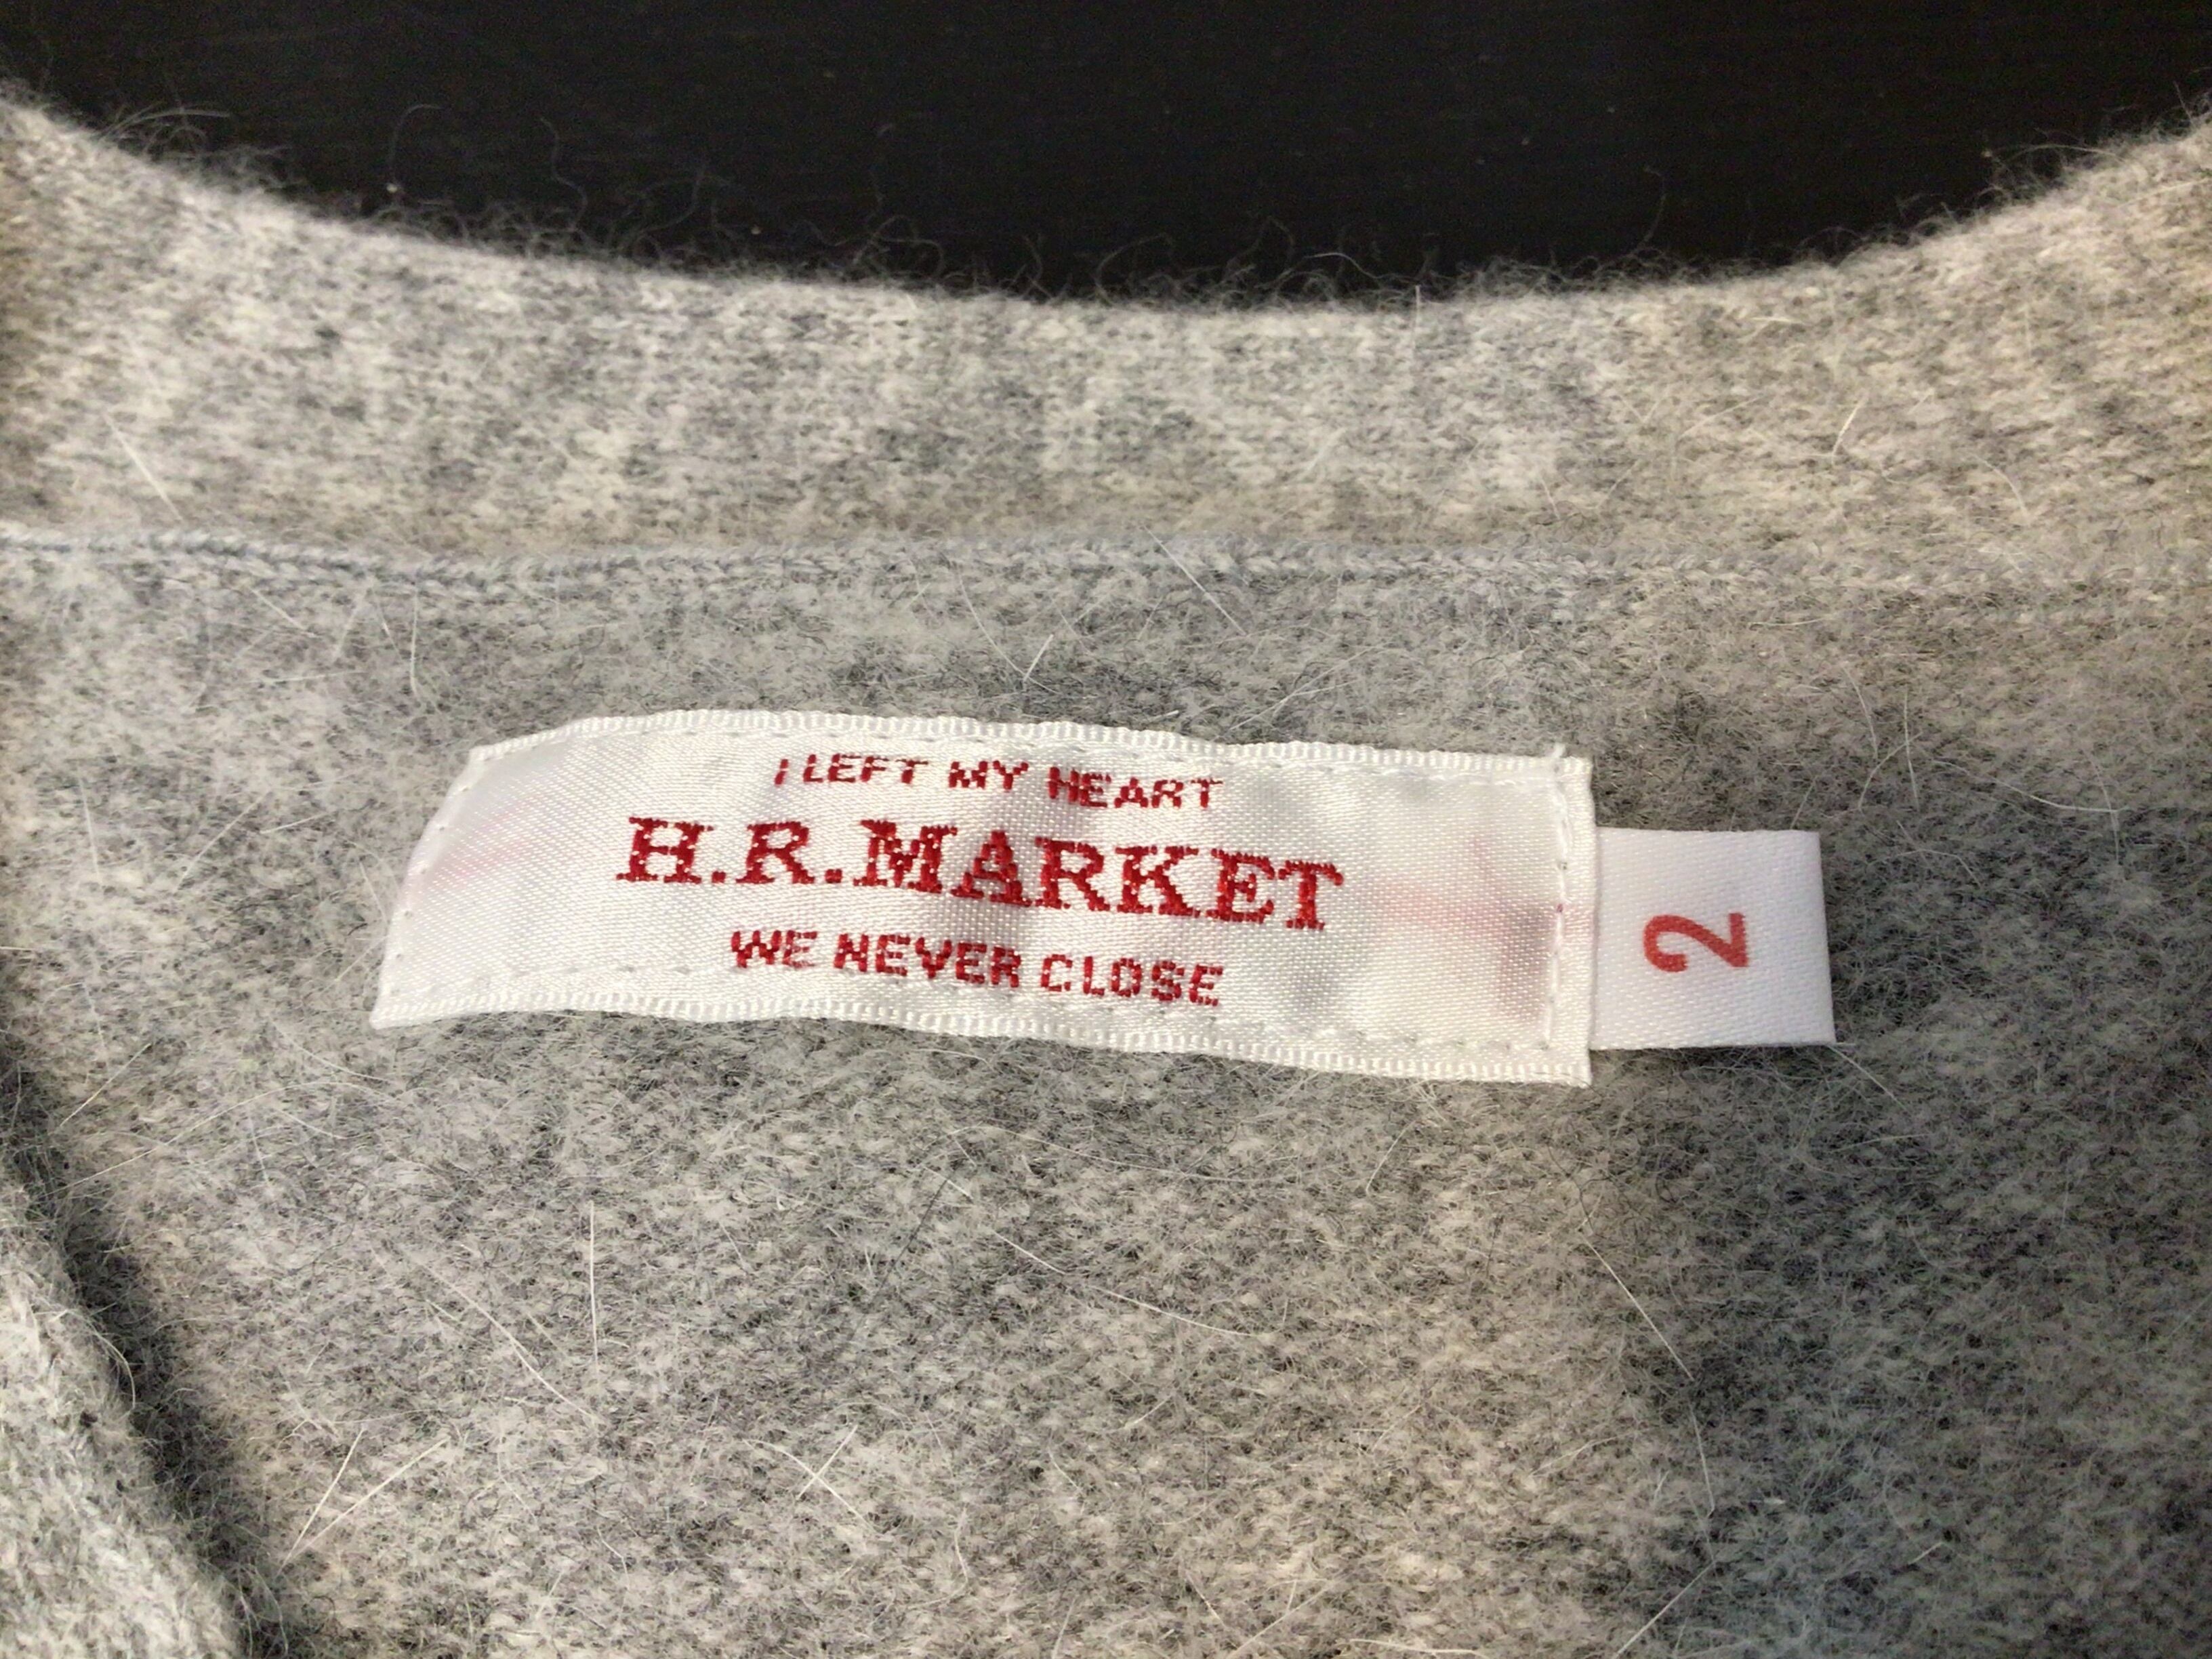 I LEFT MY HEART
H.R.MARKET
WE NEVER CLOSE
2